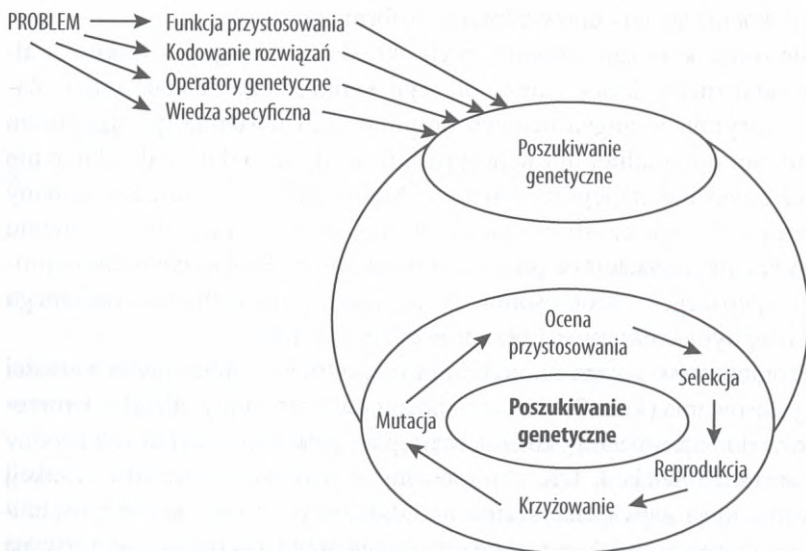 PROBLEM
Funkcja przystosowania
Kodowanie rozwiązań
Operatory genetyczne
Wiedza specyficzna
Poszukiwanie
genetyczne
Ocena
przystosowania
Selekcja
Mutacja
Poszukiwanie
genetyczne
Reprodukcja
Krzyżowanie